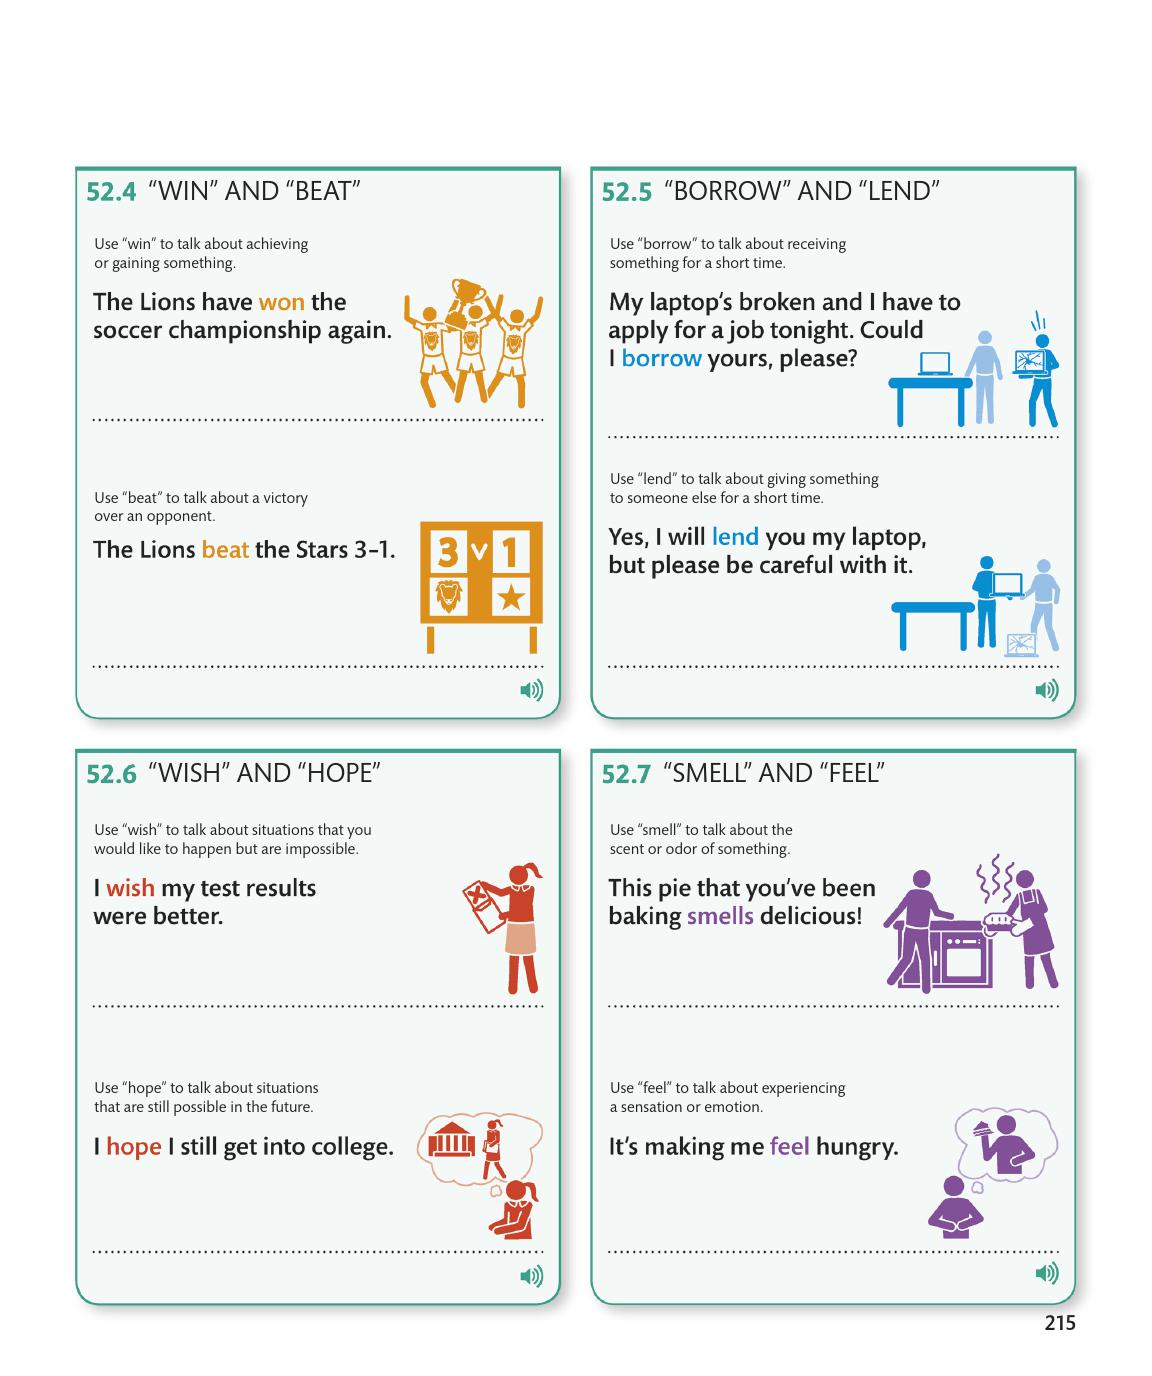 52.4 “WIN” AND “BEAT”
Use “win” to talk about achieving
or gaining something.
The Lions have won the
soccer championship again.
Use “beat” to talk about a victory
over an opponent.
The Lions beat the Stars 3–1.
3 v 1
52.5 “BORROW” AND “LEND”
Use “borrow” to talk about receiving
something for a short time.
My laptop’s broken and I have to
apply for a job tonight. Could
I borrow yours, please?
Use “lend” to talk about giving something
to someone else for a short time.
Yes, I will lend you my laptop,
but please be careful with it.
52.6 “WISH” AND “HOPE”
Use “wish” to talk about situations that you
would like to happen but are impossible.
I wish my test results
were better.
Use “hope” to talk about situations
that are still possible in the future.
I hope I still get into college.
52.7 “SMELL” AND “FEEL”
Use “smell” to talk about the
scent or odor of something.
This pie that you’ve been
baking smells delicious!
Use “feel” to talk about experiencing
a sensation or emotion.
It’s making me feel hungry.
215